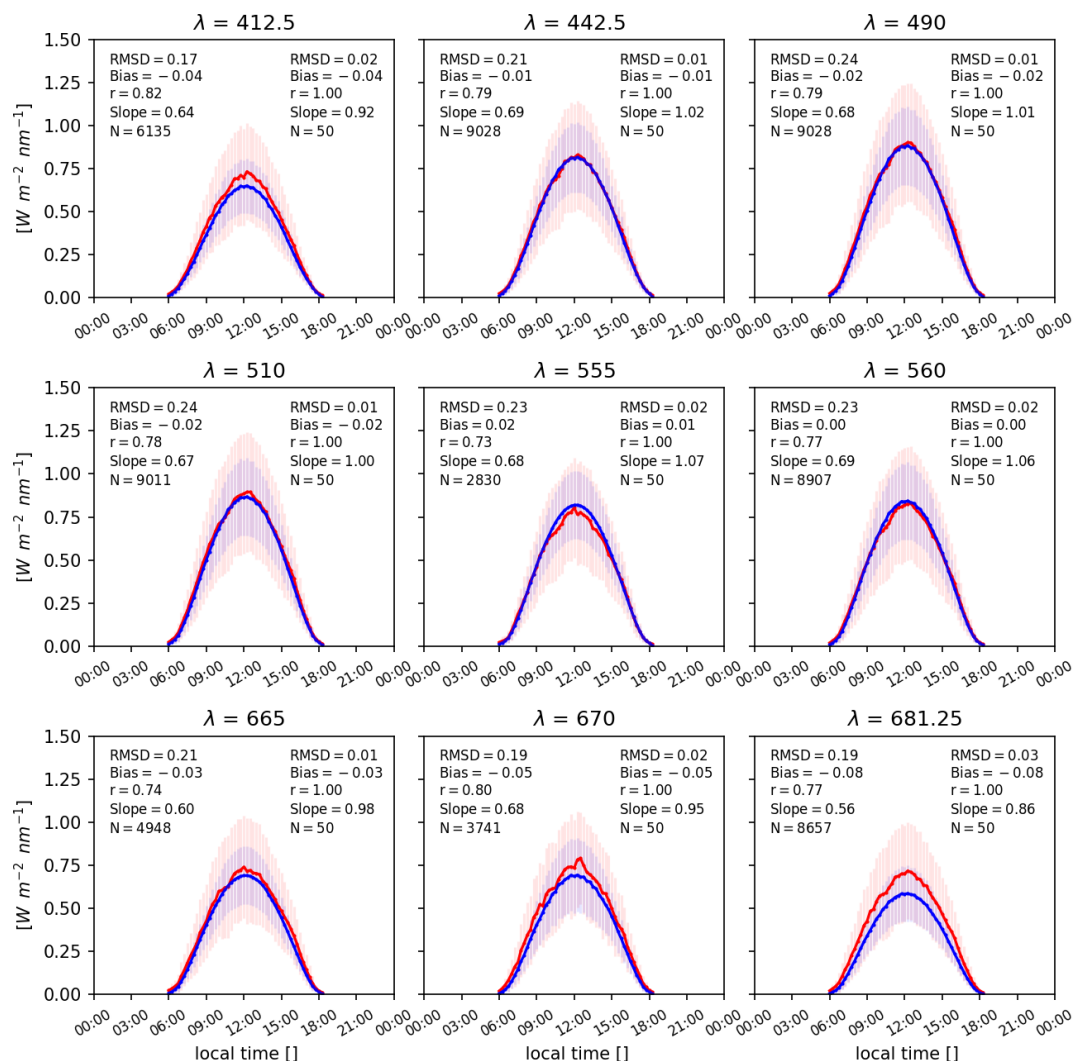 λ = 412.5
λ = 442.5
λ = 490
1.50
1.25
1.00
0.75
0.50
0.25
0.00
[W m⁻² nm⁻¹]
RMSD = 0.17
Bias = −0.04
r = 0.82
Slope = 0.64
N = 6135
RMSD = 0.02
Bias = −0.04
r = 1.00
Slope = 0.92
N = 50
RMSD = 0.21
Bias = −0.01
r = 0.79
Slope = 0.69
N = 9028
RMSD = 0.01
Bias = −0.01
r = 1.00
Slope = 1.02
N = 50
RMSD = 0.24
Bias = −0.02
r = 0.79
Slope = 0.68
N = 9028
RMSD = 0.01
Bias = −0.02
r = 1.00
Slope = 1.01
N = 50
00:00 03:00 06:00 09:00 12:00 15:00 18:00 21:00 00:00
00:00 03:00 06:00 09:00 12:00 15:00 18:00 21:00 00:00
00:00 03:00 06:00 09:00 12:00 15:00 18:00 21:00 00:00
λ = 510
λ = 555
λ = 560
1.50
1.25
1.00
0.75
0.50
0.25
0.00
[W m⁻² nm⁻¹]
RMSD = 0.24
Bias = −0.02
r = 0.78
Slope = 0.67
N = 9011
RMSD = 0.01
Bias = −0.02
r = 1.00
Slope = 1.00
N = 50
RMSD = 0.23
Bias = 0.02
r = 0.73
Slope = 0.68
N = 2830
RMSD = 0.02
Bias = 0.01
r = 1.00
Slope = 1.07
N = 50
RMSD = 0.23
Bias = 0.00
r = 0.77
Slope = 0.69
N = 8907
RMSD = 0.02
Bias = 0.00
r = 1.00
Slope = 1.06
N = 50
00:00 03:00 06:00 09:00 12:00 15:00 18:00 21:00 00:00
00:00 03:00 06:00 09:00 12:00 15:00 18:00 21:00 00:00
00:00 03:00 06:00 09:00 12:00 15:00 18:00 21:00 00:00
λ = 665
λ = 670
λ = 681.25
1.50
1.25
1.00
0.75
0.50
0.25
0.00
[W m⁻² nm⁻¹]
RMSD = 0.21
Bias = −0.03
r = 0.74
Slope = 0.60
N = 4948
RMSD = 0.01
Bias = −0.03
r = 1.00
Slope = 0.98
N = 50
RMSD = 0.19
Bias = −0.05
r = 0.80
Slope = 0.68
N = 3741
RMSD = 0.02
Bias = −0.05
r = 1.00
Slope = 0.95
N = 50
RMSD = 0.19
Bias = −0.08
r = 0.77
Slope = 0.56
N = 8657
RMSD = 0.03
Bias = −0.08
r = 1.00
Slope = 0.86
N = 50
00:00 03:00 06:00 09:00 12:00 15:00 18:00 21:00 00:00
00:00 03:00 06:00 09:00 12:00 15:00 18:00 21:00 00:00
00:00 03:00 06:00 09:00 12:00 15:00 18:00 21:00 00:00
local time []
local time []
local time []